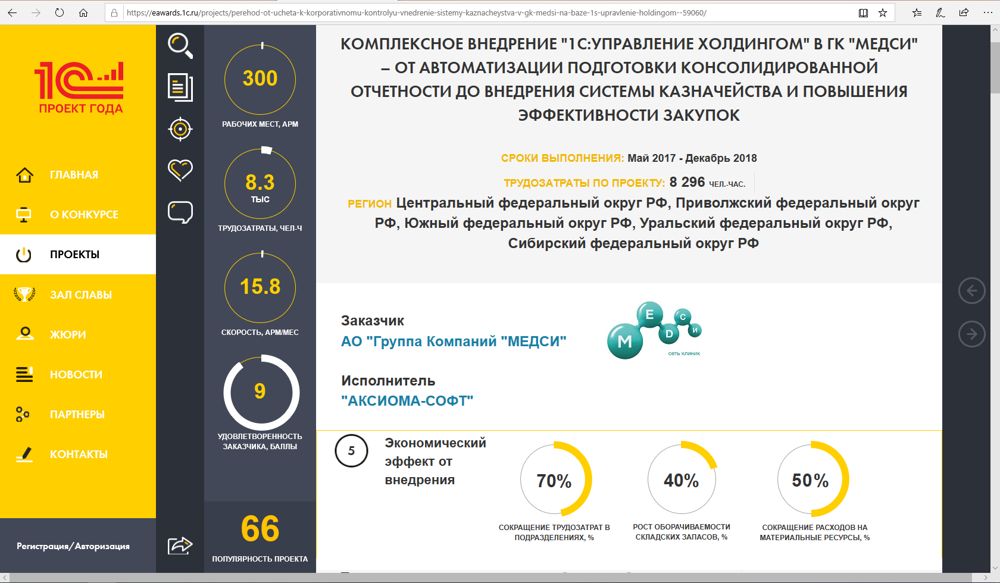 https://eawards.1c.ru/projects/perehod-ot-ucheta-k-korporativnomu-kontrolyu-vnedrenie-sistemy-kaznacheystva-v-gk-medsi-na-baze-1s-upravlenie-holdingom--59060/
1С
ПРОЕКТ ГОДА
ГЛАВНАЯ
О КОНКУРСЕ
ПРОЕКТЫ
ЗАЛ СЛАВЫ
ЖЮРИ
НОВОСТИ
ПАРТНЕРЫ
КОНТАКТЫ
Регистрация/Авторизация
300
РАБОЧИХ МЕСТ, АРМ
8.3
ТЫС
ТРУДОЗАТРАТЫ, ЧЕЛ-Ч
15.8
СКОРОСТЬ, АРМ/МЕС
9
УДОВЛЕТВОРЕННОСТЬ
ЗАКАЗЧИКА, БАЛЛЫ
66
ПОПУЛЯРНОСТЬ ПРОЕКТА
КОМПЛЕКСНОЕ ВНЕДРЕНИЕ "1С:УПРАВЛЕНИЕ ХОЛДИНГОМ" В ГК "МЕДСИ"
– ОТ АВТОМАТИЗАЦИИ ПОДГОТОВКИ КОНСОЛИДИРОВАННОЙ
ОТЧЕТНОСТИ ДО ВНЕДРЕНИЯ СИСТЕМЫ КАЗНАЧЕЙСТВА И ПОВЫШЕНИЯ
ЭФФЕКТИВНОСТИ ЗАКУПОК
СРОКИ ВЫПОЛНЕНИЯ: Май 2017 - Декабрь 2018
ТРУДОЗАТРАТЫ ПО ПРОЕКТУ: 8 296 ЧЕЛ.-ЧАС.
РЕГИОН Центральный федеральный округ РФ, Приволжский федеральный округ
РФ, Южный федеральный округ РФ, Уральский федеральный округ РФ,
Сибирский федеральный округ РФ
Заказчик
АО "Группа Компаний "МЕДСИ"
М Е D С И
сеть клиник
Исполнитель
"АКСИОМА-СОФТ"
5
Экономический
эффект от
внедрения
70%
СОКРАЩЕНИЕ ТРУДОЗАТРАТ В
ПОДРАЗДЕЛЕНИЯХ, %
40%
РОСТ ОБОРАЧИВАЕМОСТИ
СКЛАДСКИХ ЗАПАСОВ, %
50%
СОКРАЩЕНИЕ РАСХОДОВ НА
МАТЕРИАЛЬНЫЕ РЕСУРСЫ, %